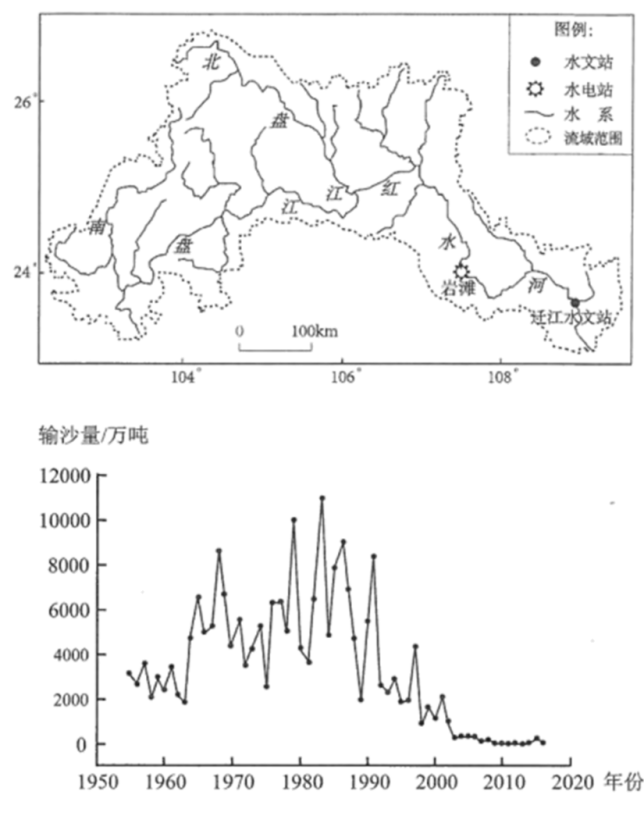 图例:
水文站
水电站
水 系
流域范围
26°
24°
北
盘
江
南
盘
江
红
水
河
岩滩
迁江水文站
0 100km
104° 106° 108°
输沙量/万吨
12000
10000
8000
6000
4000
2000
0
1950 1960 1970 1980 1990 2000 2010 2020 年份